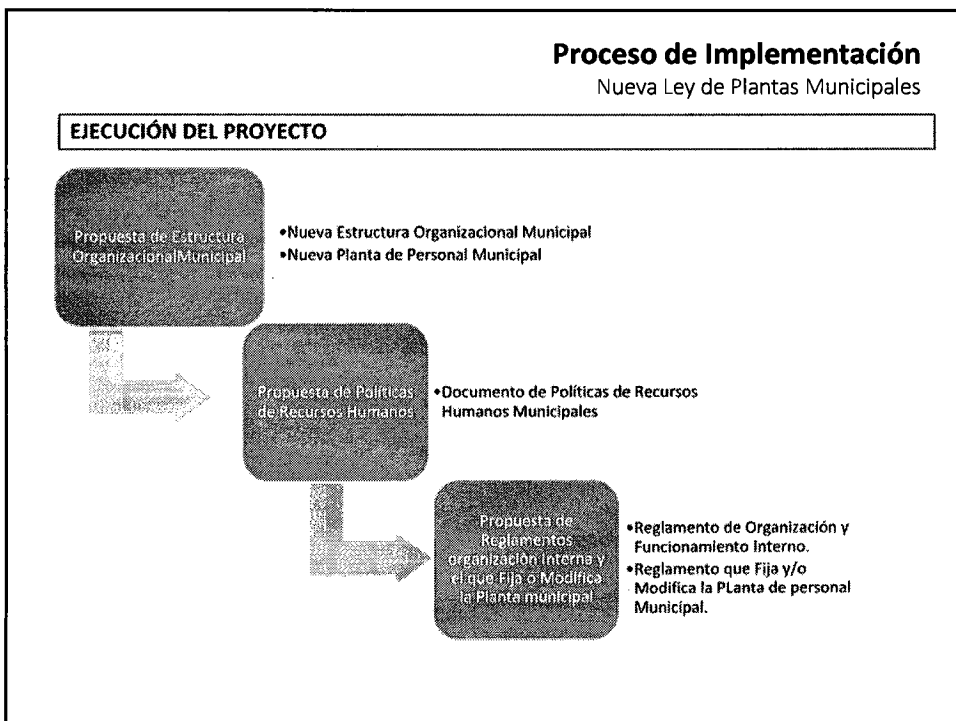 Proceso de Implementación
Nueva Ley de Plantas Municipales
EJECUCIÓN DEL PROYECTO
Propuesta de Estructura
OrganizacionalMunicipal
•Nueva Estructura Organizacional Municipal
•Nueva Planta de Personal Municipal
Propuesta de Políticas
de Recursos Humanos
•Documento de Políticas de Recursos
Humanos Municipales
Propuesta de
Reglamentos
organización interna y
el que Fija o Modifica
la Planta municipal
•Reglamento de Organización y
Funcionamiento Interno.
•Reglamento que Fija y/o
Modifica la PLanta de personal
Municipal.